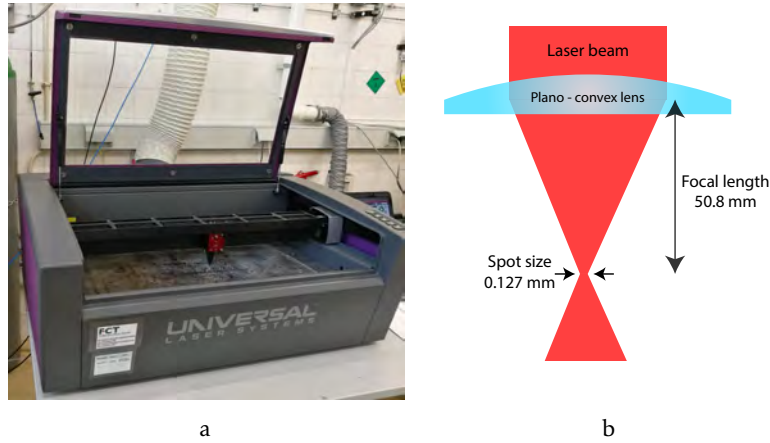 UNIVERSAL
LASER SYSTEMS
FCT
a
Laser beam
Plano - convex lens
Focal length
50.8 mm
Spot size
0.127 mm
b